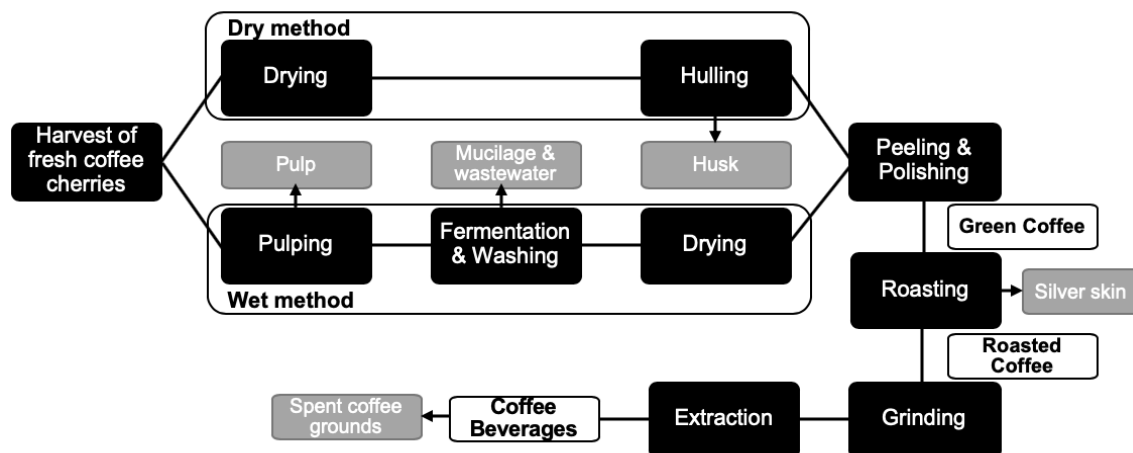 Dry method
Drying
Hulling
Harvest of
fresh coffee
cherries
Pulp
Mucilage &
wastewater
Husk
Peeling &
Polishing
Pulping
Fermentation
& Washing
Drying
Wet method
Green Coffee
Roasting
Silver skin
Roasted
Coffee
Spent coffee
grounds
Coffee
Beverages
Extraction
Grinding